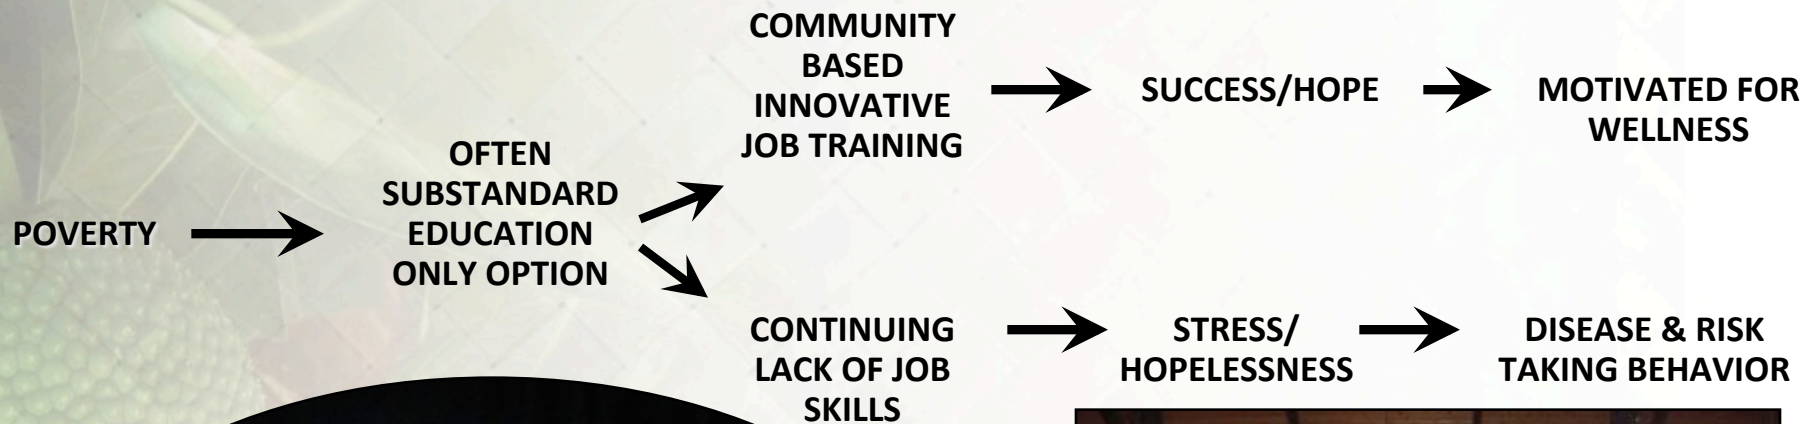 POVERTY
OFTEN
SUBSTANDARD
EDUCATION
ONLY OPTION
COMMUNITY
BASED
INNOVATIVE
JOB TRAINING
SUCCESS/HOPE
MOTIVATED FOR
WELLNESS
CONTINUING
LACK OF JOB
SKILLS
STRESS/
HOPELESSNESS
DISEASE & RISK
TAKING BEHAVIOR